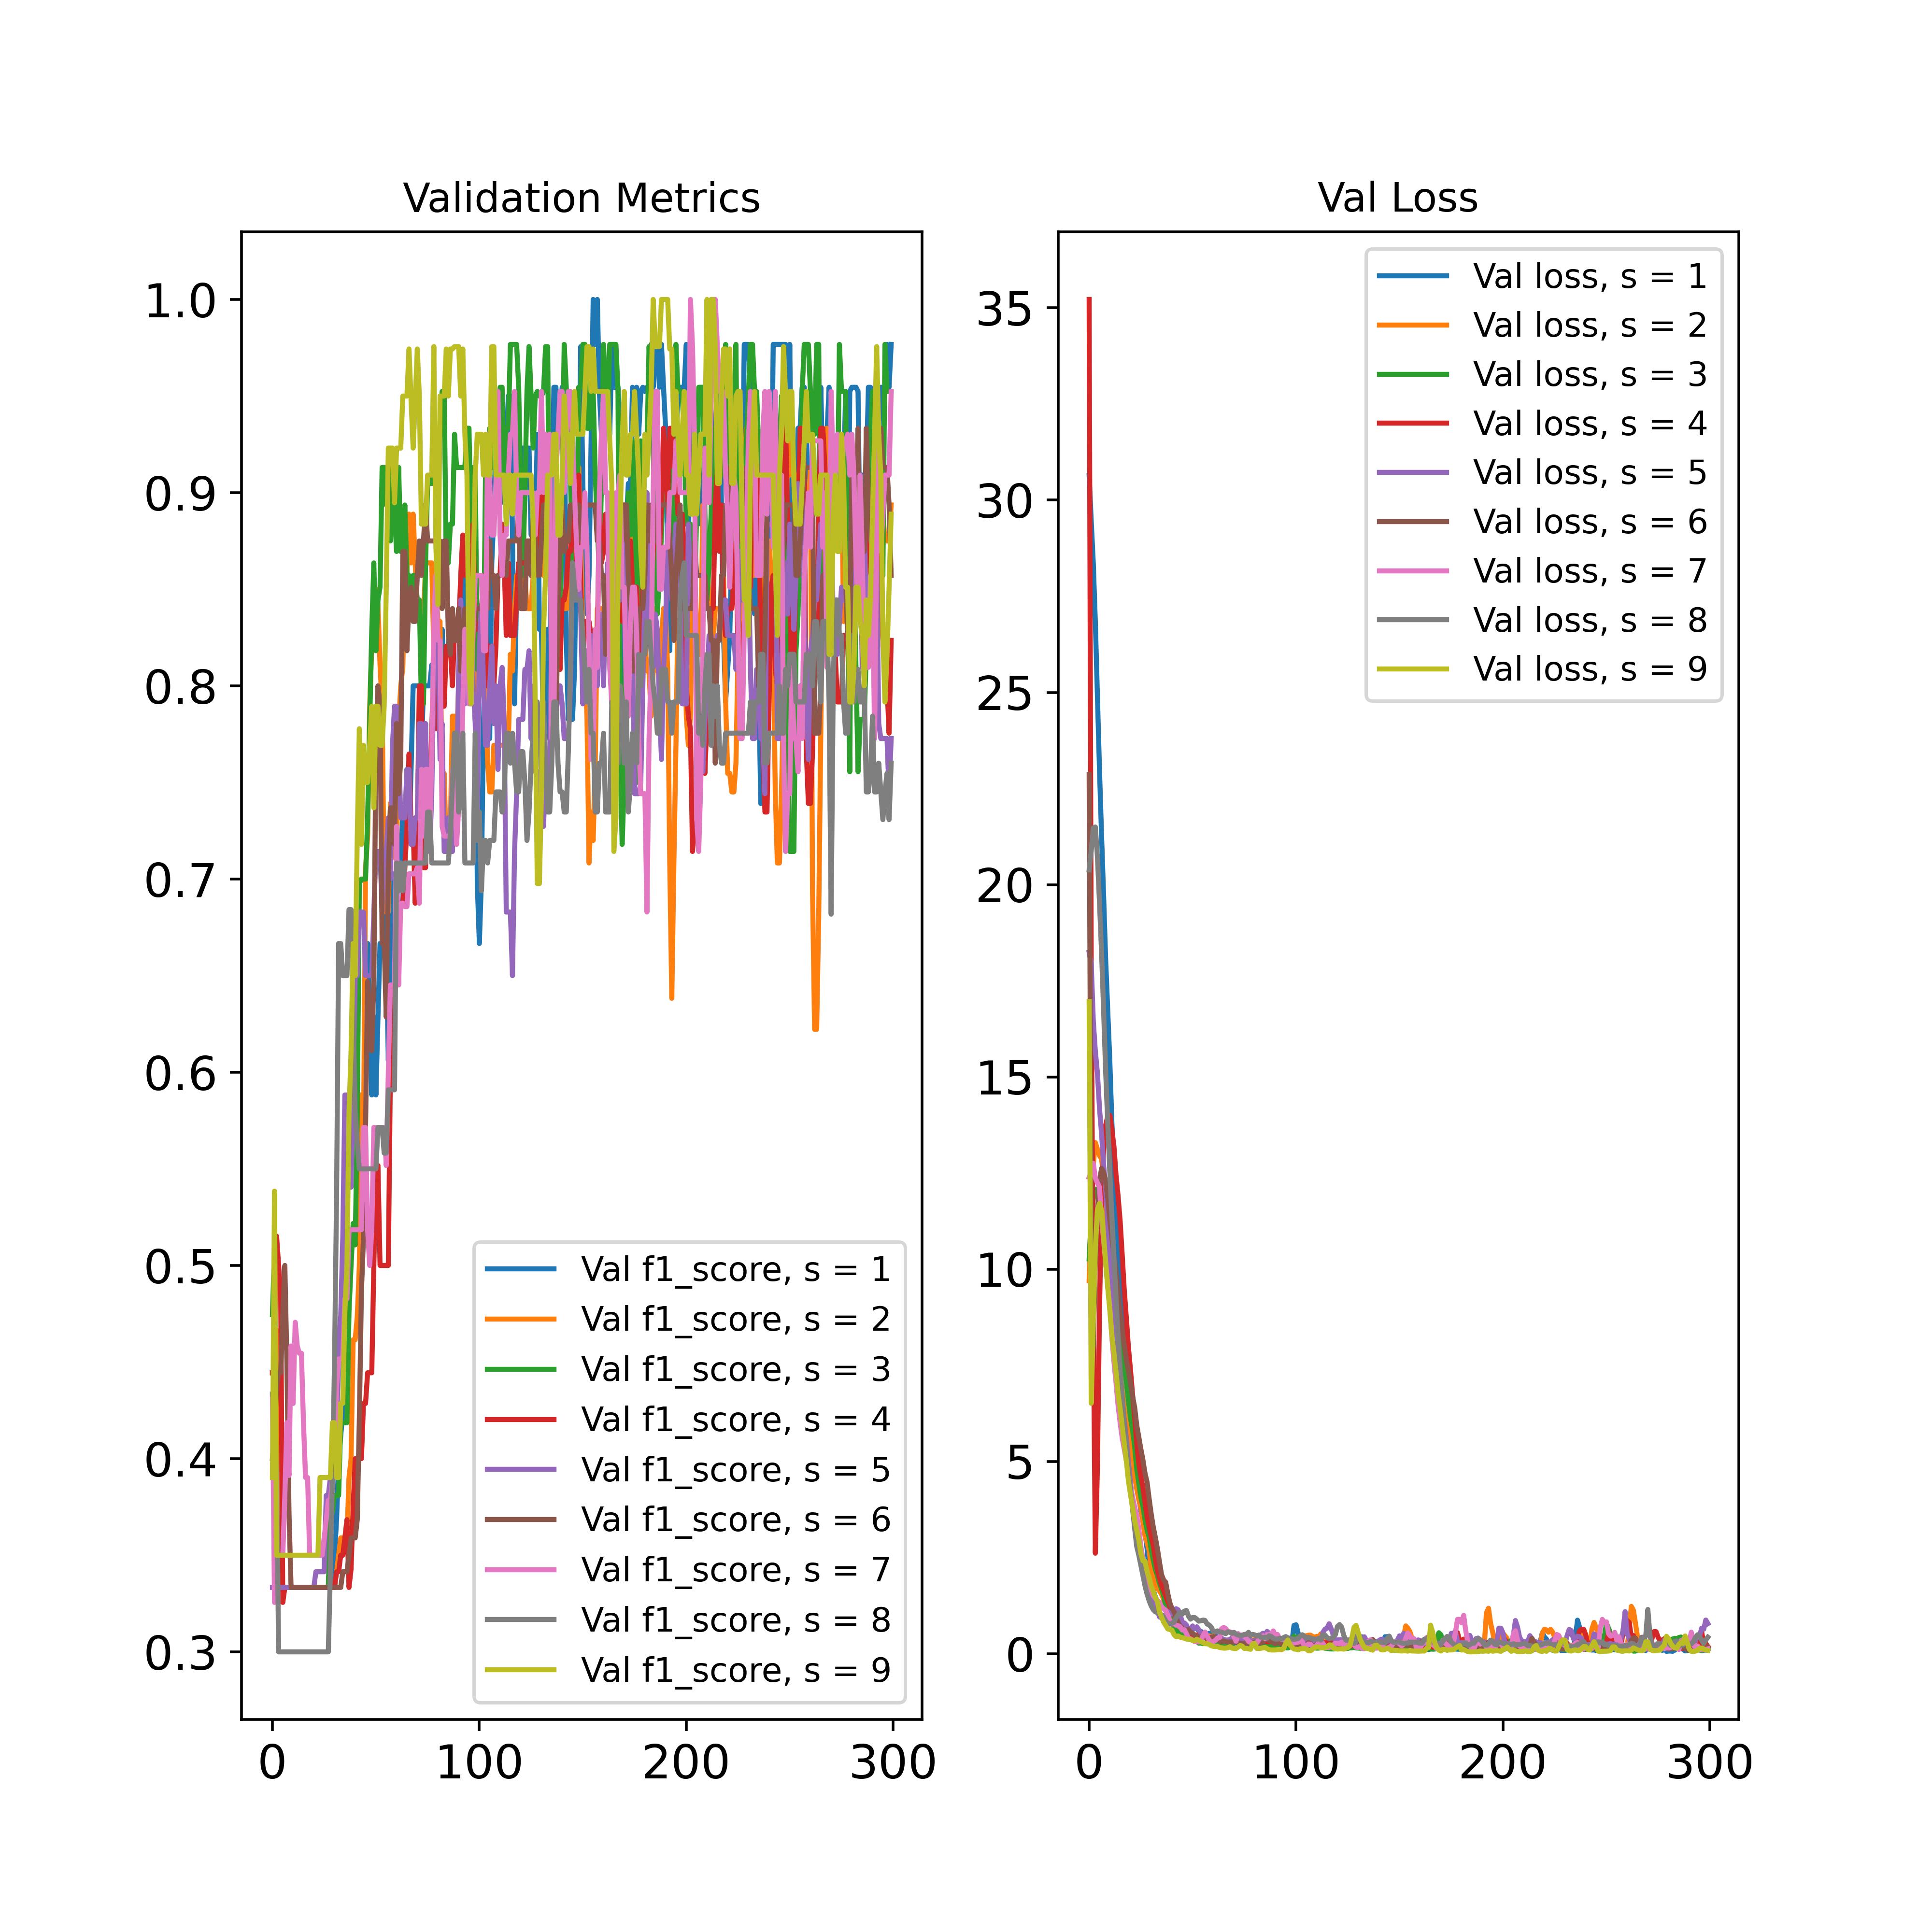 Validation Metrics
1.0
0.9
0.8
0.7
0.6
0.5
0.4
0.3
0
100
200
300
Val f1_score, s = 1
Val f1_score, s = 2
Val f1_score, s = 3
Val f1_score, s = 4
Val f1_score, s = 5
Val f1_score, s = 6
Val f1_score, s = 7
Val f1_score, s = 8
Val f1_score, s = 9
Val Loss
35
30
25
20
15
10
5
0
0
100
200
300
Val loss, s = 1
Val loss, s = 2
Val loss, s = 3
Val loss, s = 4
Val loss, s = 5
Val loss, s = 6
Val loss, s = 7
Val loss, s = 8
Val loss, s = 9